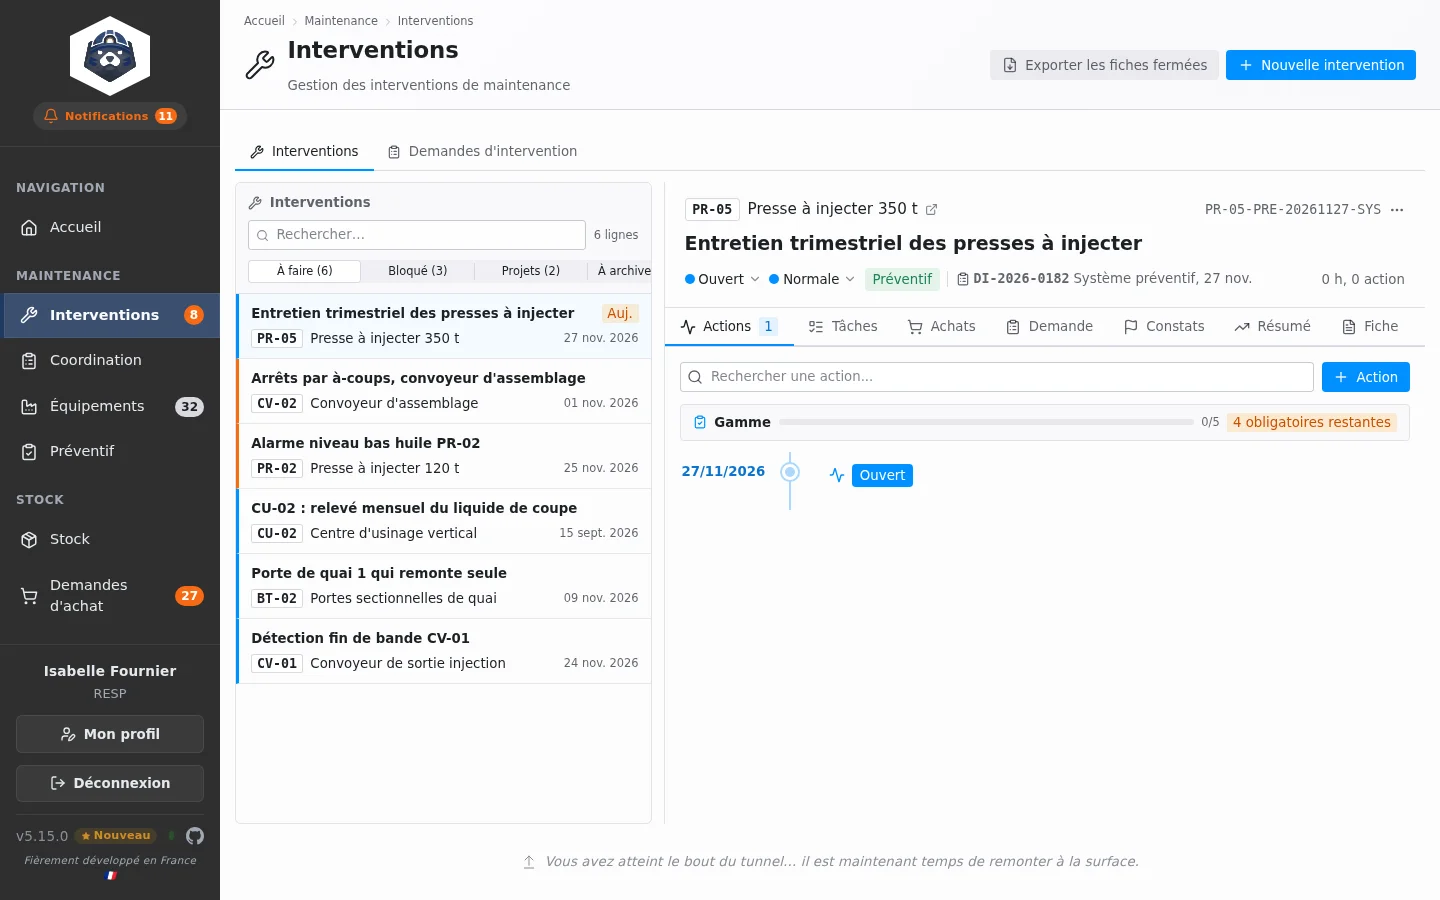 Notifications 11
NAVIGATION
Accueil
MAINTENANCE
Interventions 8
Coordination
Équipements 32
Préventif
STOCK
Stock
Demandes
d'achat 27
Isabelle Fournier
RESP
Mon profil
Déconnexion
v5.15.0 Nouveau
Fièrement développé en France
Accueil Maintenance Interventions
Interventions
Gestion des interventions de maintenance
Exporter les fiches fermées
Nouvelle intervention
Interventions
Demandes d'intervention
Interventions
Rechercher... 6 lignes
À faire (6) Bloqué (3) Projets (2) À archive
Entretien trimestriel des presses à injecter Auj.
PR-05 Presse à injecter 350 t 27 nov. 2026
Arrêts par à-coups, convoyeur d'assemblage
CV-02 Convoyeur d'assemblage 01 nov. 2026
Alarme niveau bas huile PR-02
PR-02 Presse à injecter 120 t 25 nov. 2026
CU-02 : relevé mensuel du liquide de coupe
CU-02 Centre d'usinage vertical 15 sept. 2026
Porte de quai 1 qui remonte seule
BT-02 Portes sectionnelles de quai 09 nov. 2026
Détection fin de bande CV-01
CV-01 Convoyeur de sortie injection 24 nov. 2026
PR-05 Presse à injecter 350 t PR-05-PRE-20261127-SYS
Entretien trimestriel des presses à injecter
Ouvert Normale Préventif DI-2026-0182 Système préventif, 27 nov. 0 h, 0 action
Actions 1 Tâches Achats Demande Constats Résumé Fiche
Rechercher une action... Action
Gamme 0/5 4 obligatoires restantes
27/11/2026 Ouvert
Vous avez atteint le bout du tunnel... il est maintenant temps de remonter à la surface.